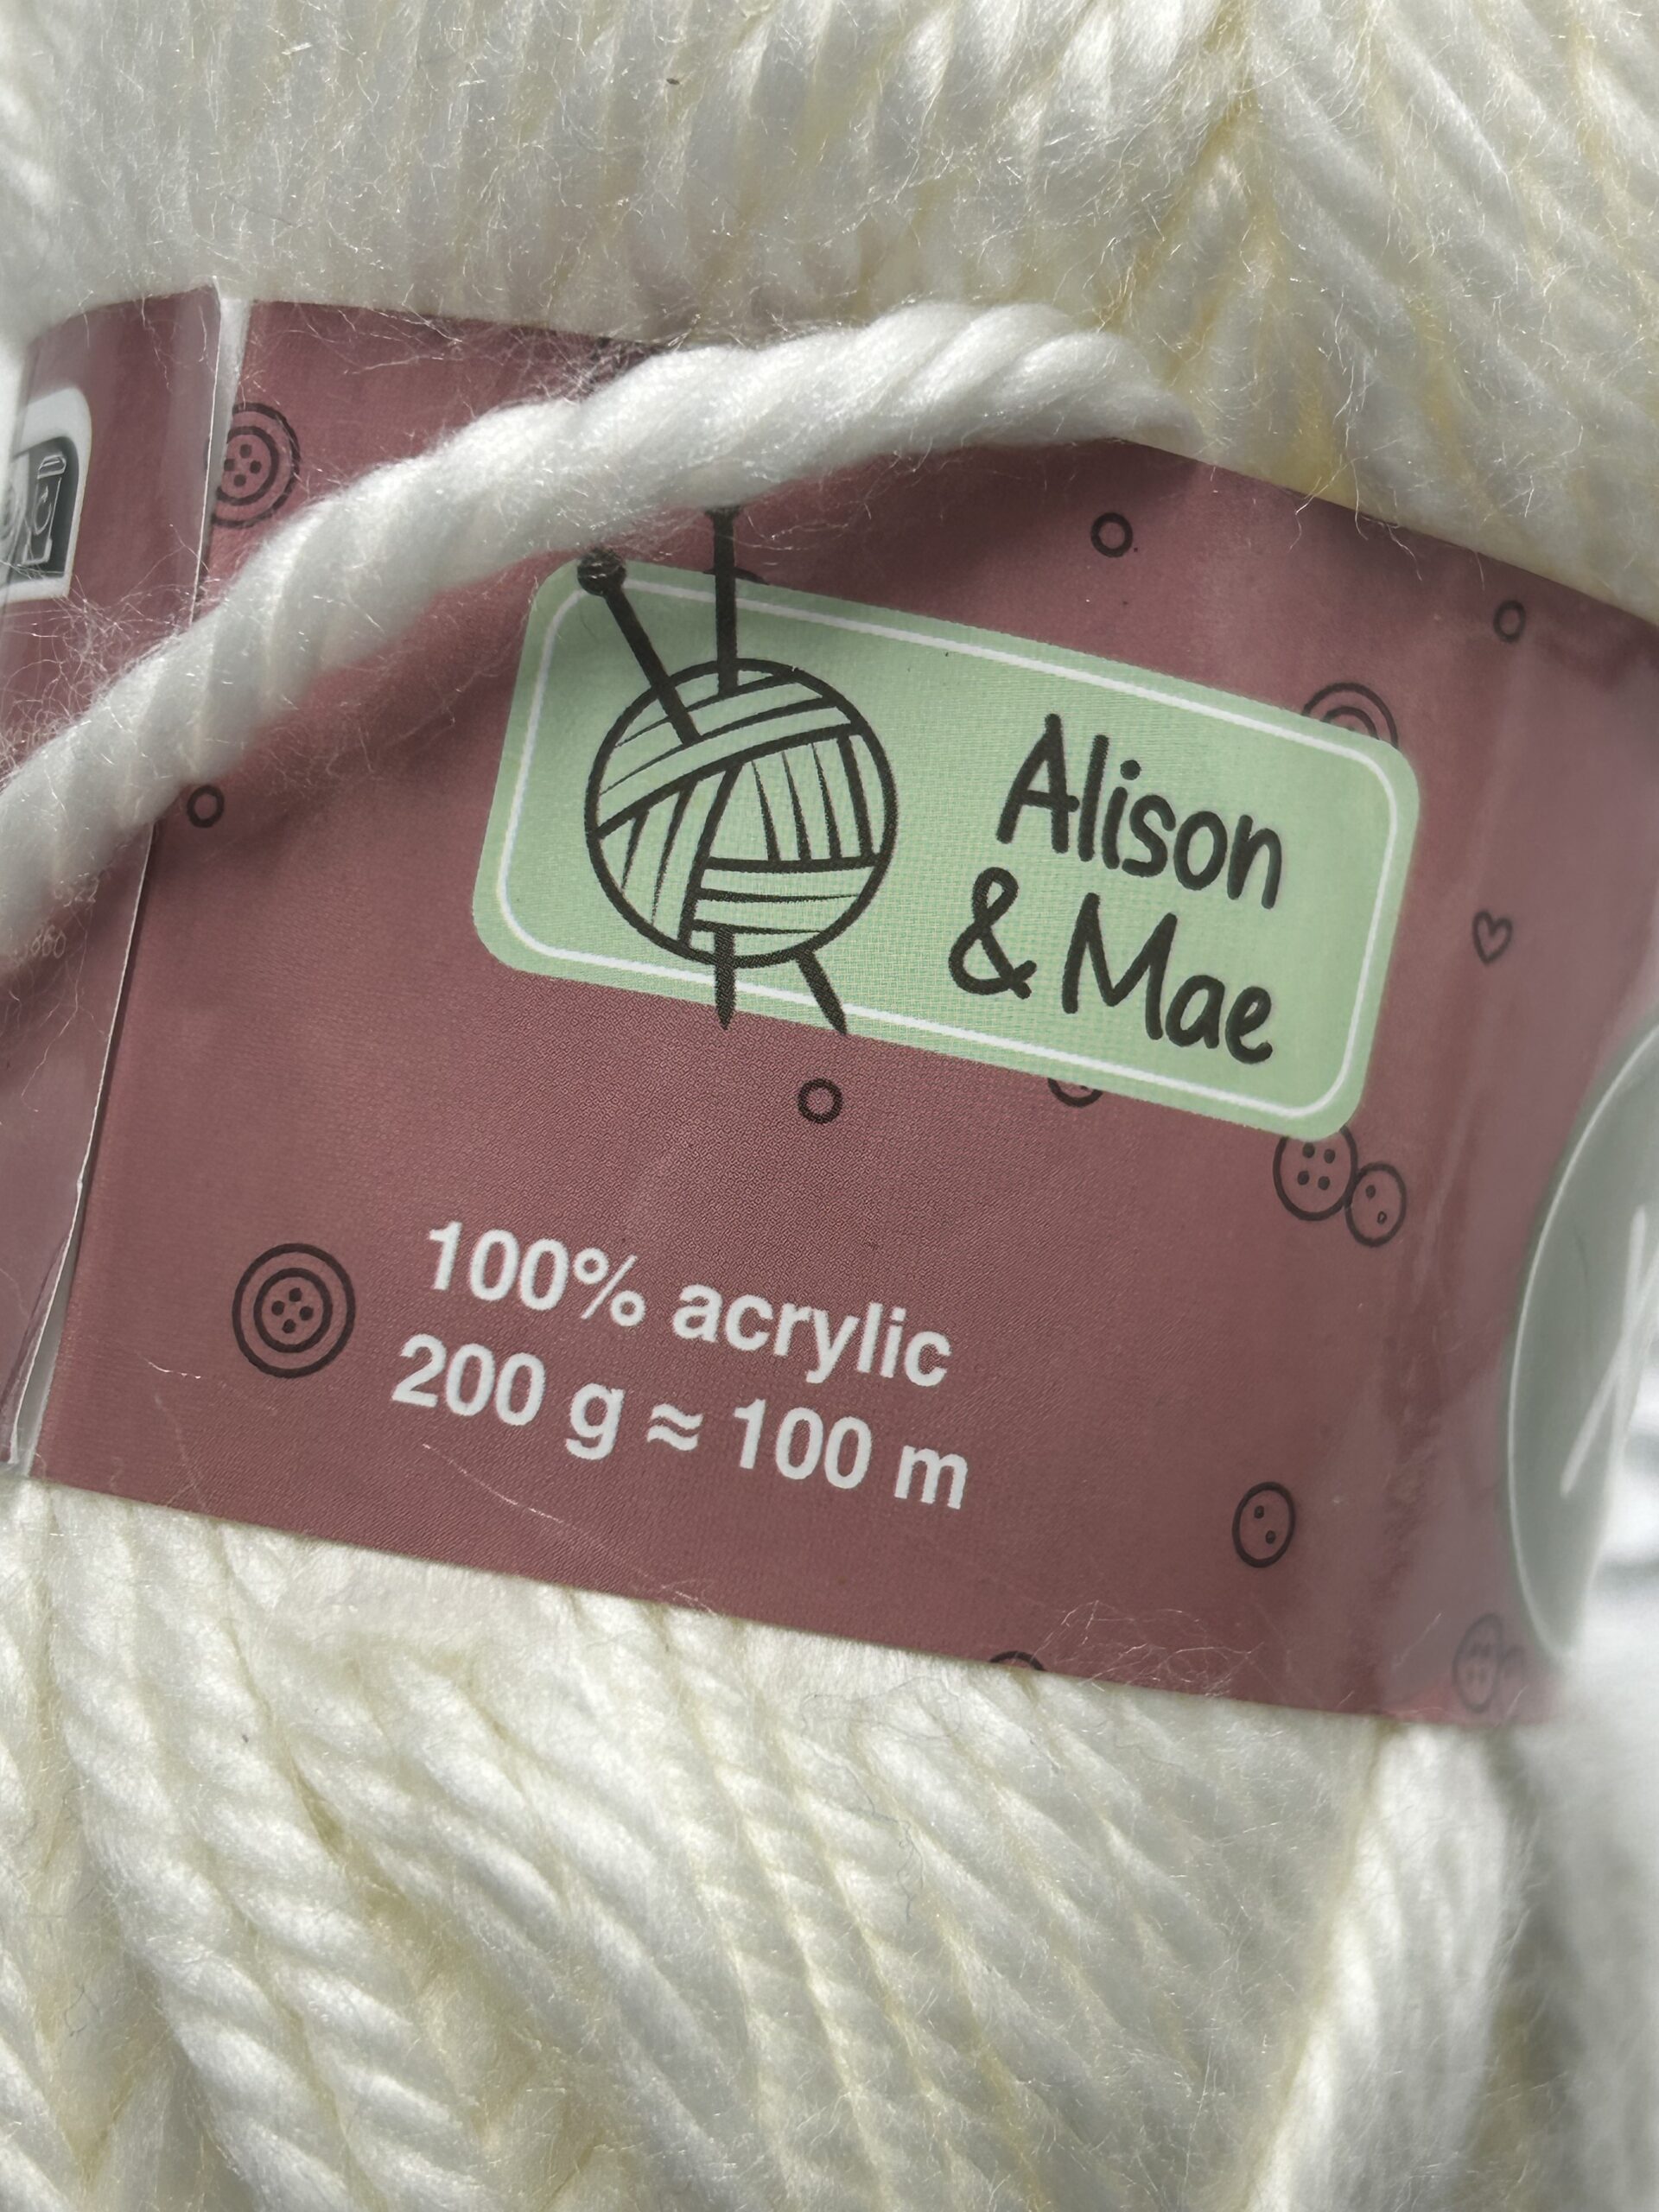 Alison
& Mae
100% acrylic
200 g ≈ 100 m